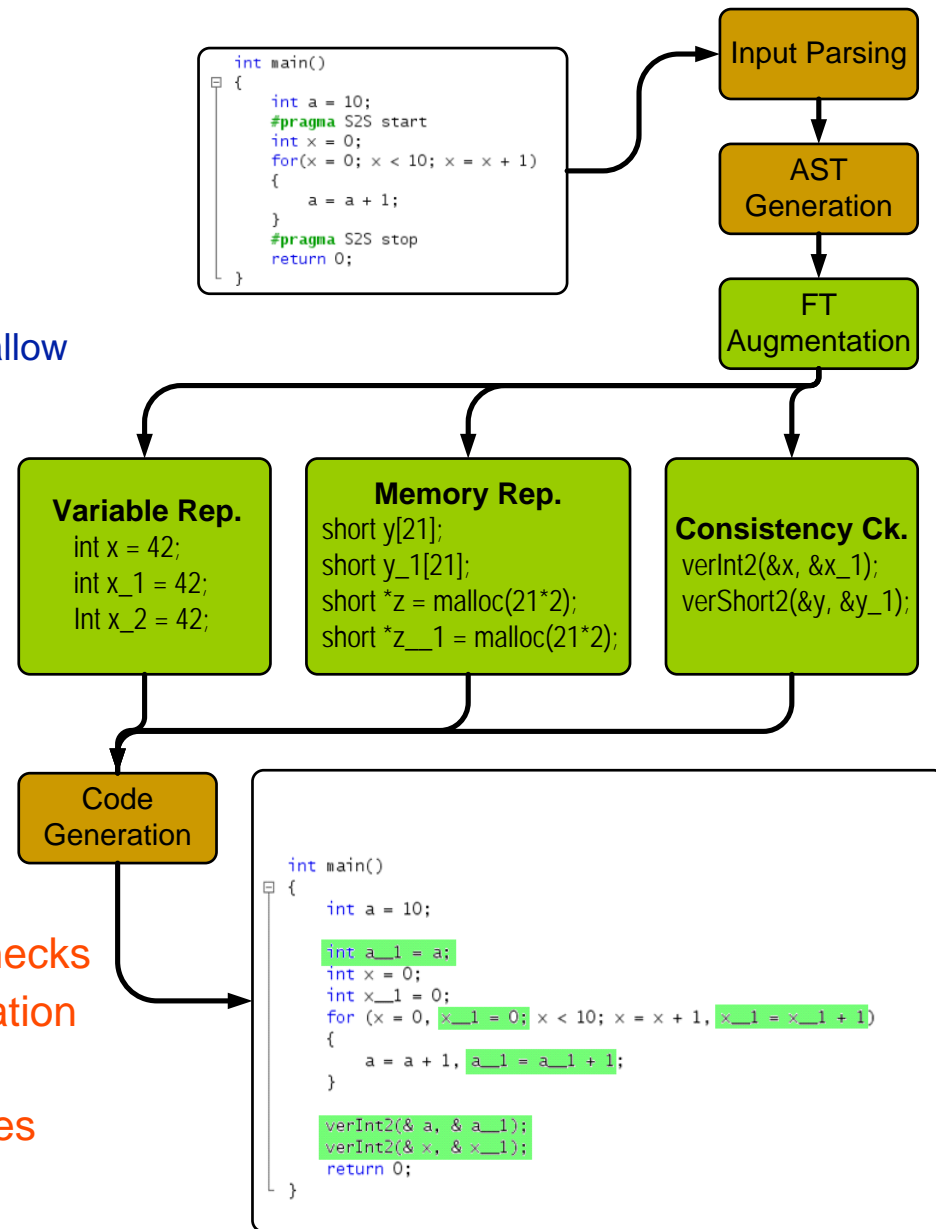 int main()
{
int a = 10;
#pragma S2S start
int x = 0;
for(x = 0; x < 10; x = x + 1)
{
a = a + 1;
}
#pragma S2S stop
return 0;
}
Input Parsing
AST
Generation
FT
Augmentation
allow
Variable Rep.
int x = 42;
int x_1 = 42;
Int x_2 = 42;
Memory Rep.
short y[21];
short y_1[21];
short *z = malloc(21*2);
short *z__1 = malloc(21*2);
Consistency Ck.
verInt2(&x, &x_1);
verShort2(&y, &y_1);
Code
Generation
int main()
{
int a = 10;
int a__1 = a;
int x = 0;
int x__1 = 0;
for (x = 0, x__1 = 0; x < 10; x = x + 1, x__1 = x__1 + 1)
{
a = a + 1, a__1 = a__1 + 1;
}
verInt2(& a, & a__1);
verInt2(& x, & x__1);
return 0;
}
ecks
ation
es